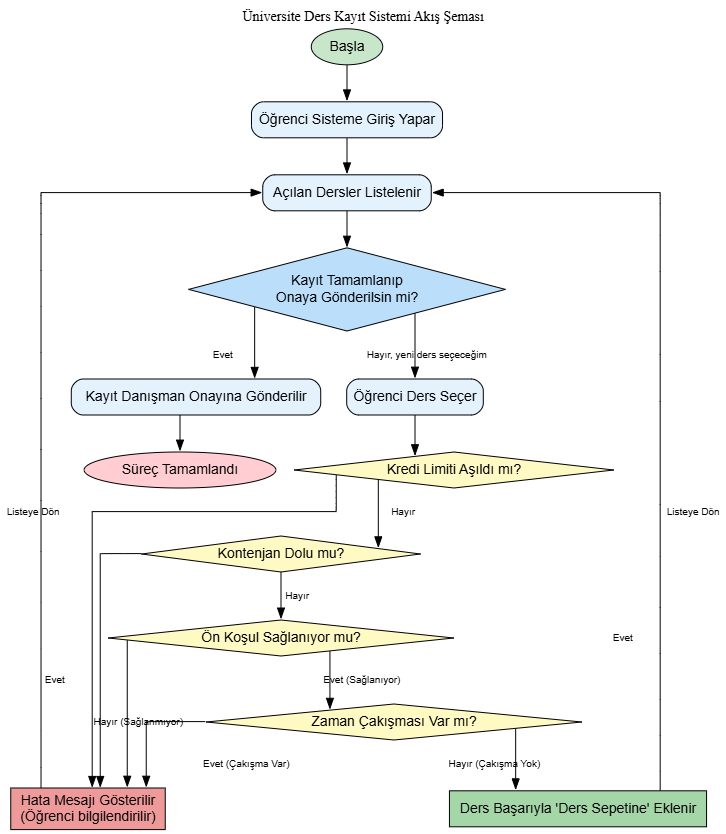 Üniversite Ders Kayıt Sistemi Akış Şeması
Başla
Öğrenci Sisteme Giriş Yapar
Açılan Dersler Listelenir
Kayıt Tamamlanıp
Onaya Gönderilsin mi?
Evet
Hayır, yeni ders seçeceğim
Kayıt Danışman Onayına Gönderilir
Öğrenci Ders Seçer
Süreç Tamamlandı
Kredi Limiti Aşıldı mı?
Listeye Dön
Hayır
Listeye Dön
Kontenjan Dolu mu?
Hayır
Ön Koşul Sağlanıyor mu?
Evet
Evet
Evet (Sağlanıyor)
Hayır (Sağlanmıyor)
Zaman Çakışması Var mı?
Evet (Çakışma Var)
Hayır (Çakışma Yok)
Hata Mesajı Gösterilir
(Öğrenci bilgilendirilir)
Ders Başarıyla 'Ders Sepetine' Eklenir